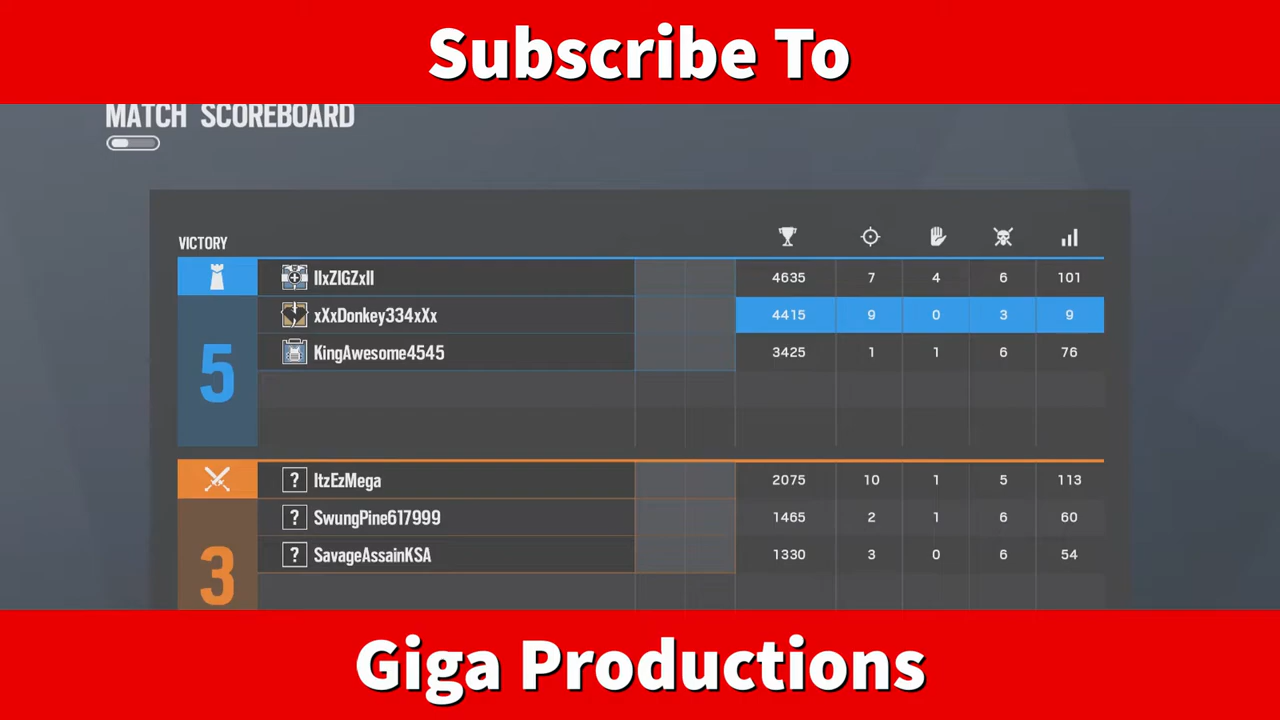 Subscribe To
MATCH SCOREBOARD
VICTORY
IIxZIGZxII 4635 7 4 6 101
xXxDonkey334xXx 4415 9 0 3 9
5
KingAwesome4545 3425 1 1 6 76
? ItzEzMega 2075 10 1 5 113
? SwungPine617999 1465 2 1 6 60
3
? SavageAssainKSA 1330 3 0 6 54
Giga Productions